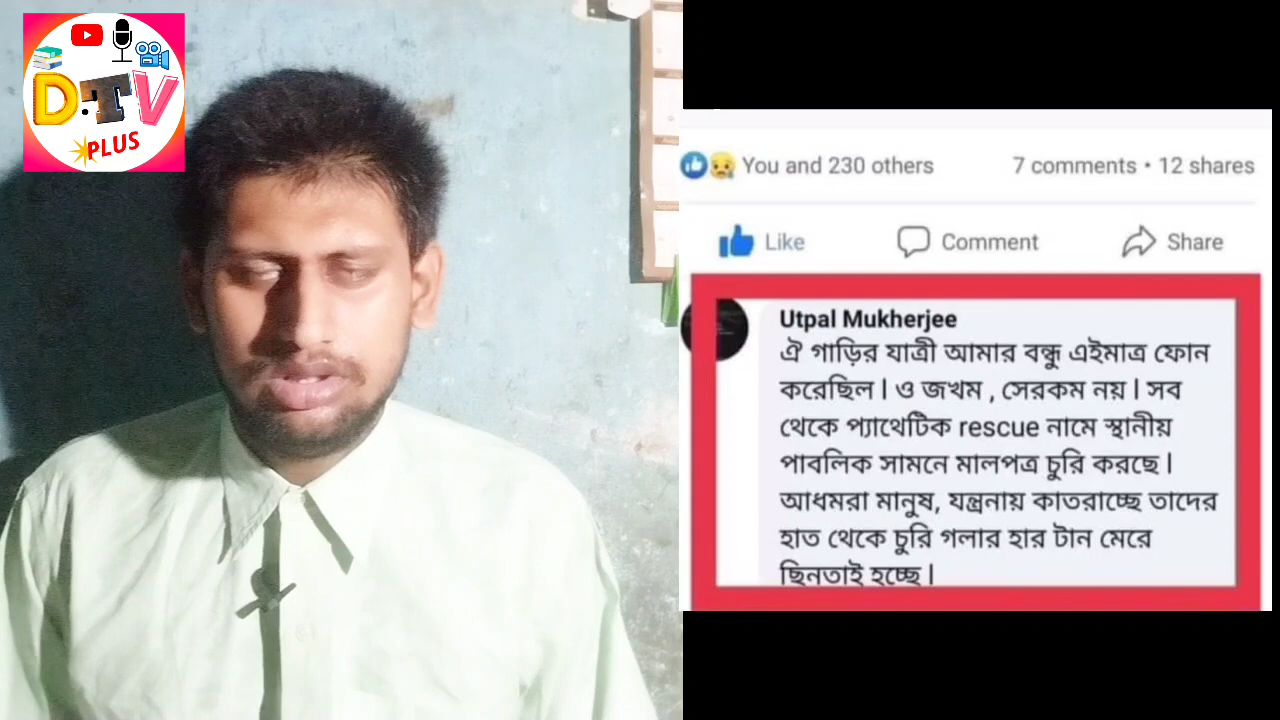 D.TV
PLUS
You and 230 others 7 comments • 12 shares
Like Comment Share
Utpal Mukherjee
ঐ গাড়ির যাত্রী আমার বন্ধু এইমাত্র ফোন
করেছিল । ও জখম , সেরকম নয় । সব
থেকে প্যাথেটিক rescue নামে স্থানীয়
পাবলিক সামনে মালপত্র চুরি করছে ।
আধমরা মানুষ, যন্ত্রনায় কাতরাচ্ছে তাদের
হাত থেকে চুরি গলার হার টান মেরে
ছিনতাই হচ্ছে ।